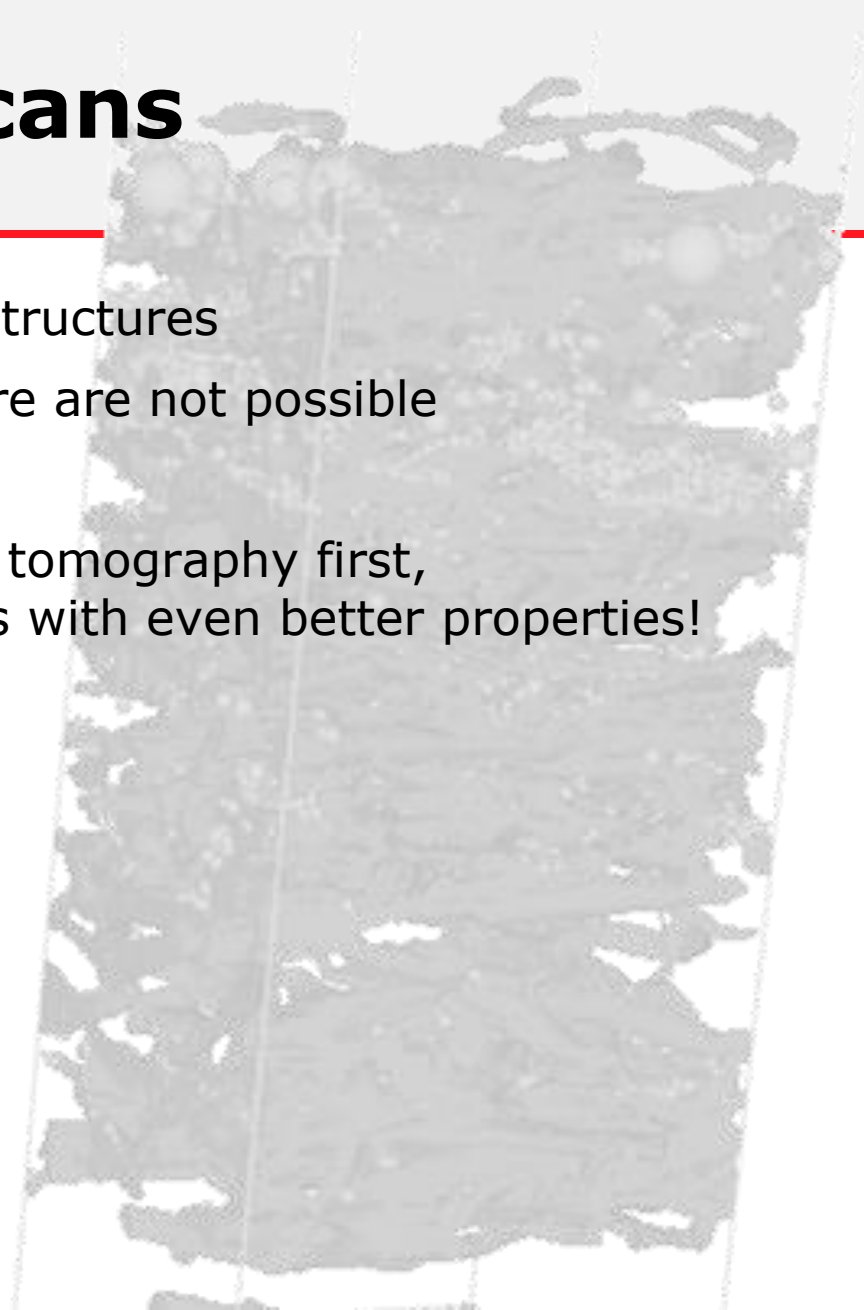 cans
tructures
re are not possible
tomography first,
s with even better properties!